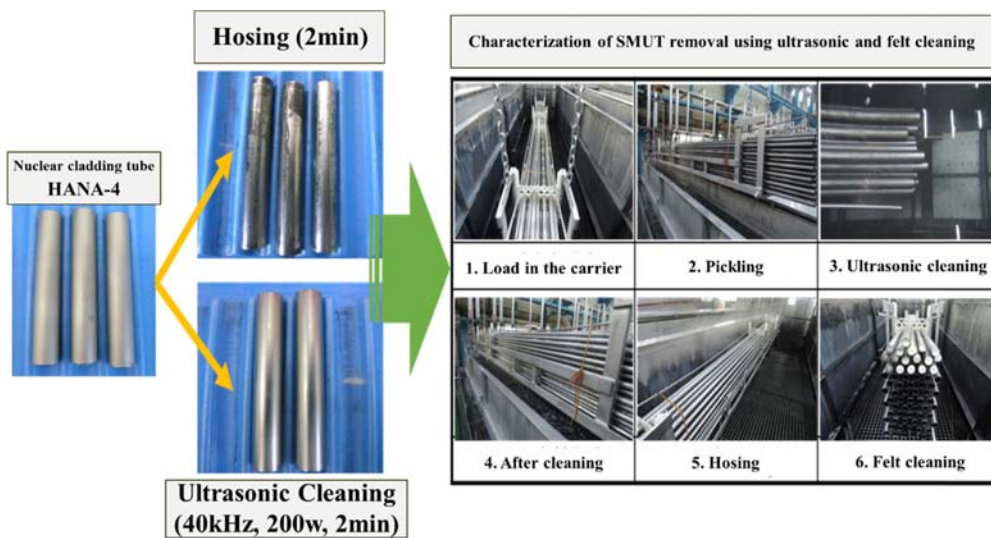 Hosing (2min)
Characterization of SMUT removal using ultrasonic and felt cleaning
Nuclear cladding tube
HANA-4
1. Load in the carrier
2. Pickling
3. Ultrasonic cleaning
4. After cleaning
5. Hosing
6. Felt cleaning
Ultrasonic Cleaning
(40kHz, 200w, 2min)